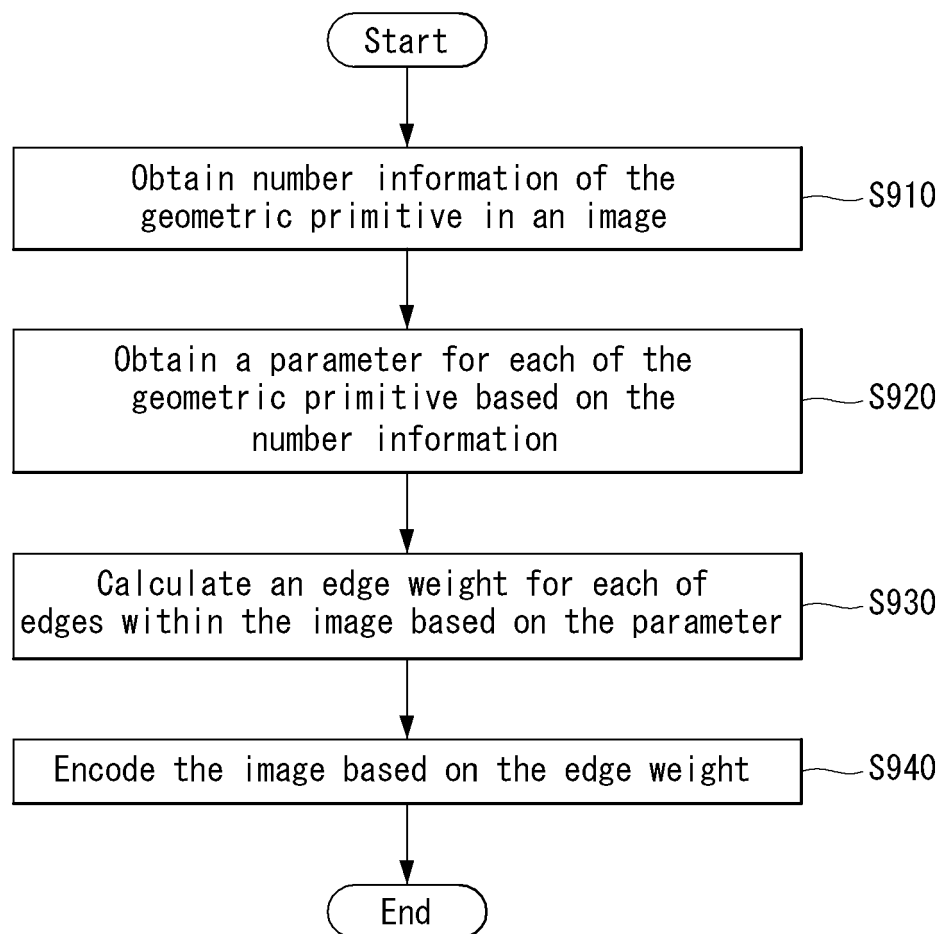 Start
Obtain number information of the
geometric primitive in an image
S910
Obtain a parameter for each of the
geometric primitive based on the
number information
S920
Calculate an edge weight for each of
edges within the image based on the parameter
S930
Encode the image based on the edge weight
S940
End